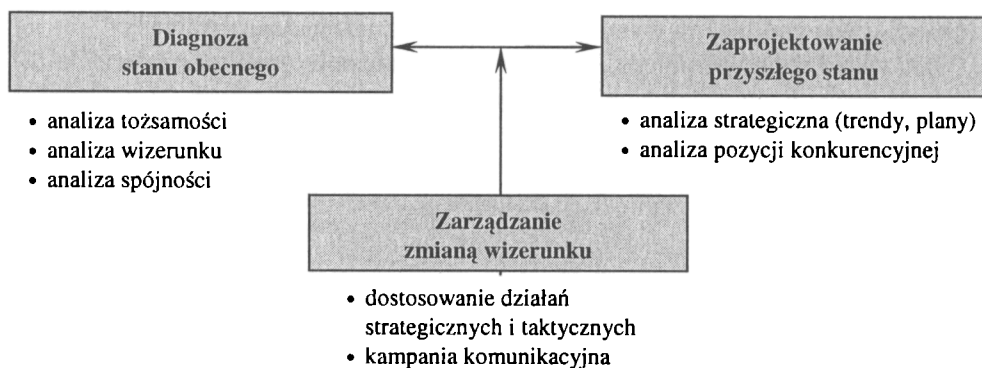 Diagnoza
stanu obecnego
Zaprojektowanie
przyszłego stanu
• analiza tożsamości
• analiza wizerunku
• analiza spójności
• analiza strategiczna (trendy, plany)
• analiza pozycji konkurencyjnej
Zarządzanie
zmianą wizerunku
• dostosowanie działań
strategicznych i taktycznych
• kampania komunikacyjna